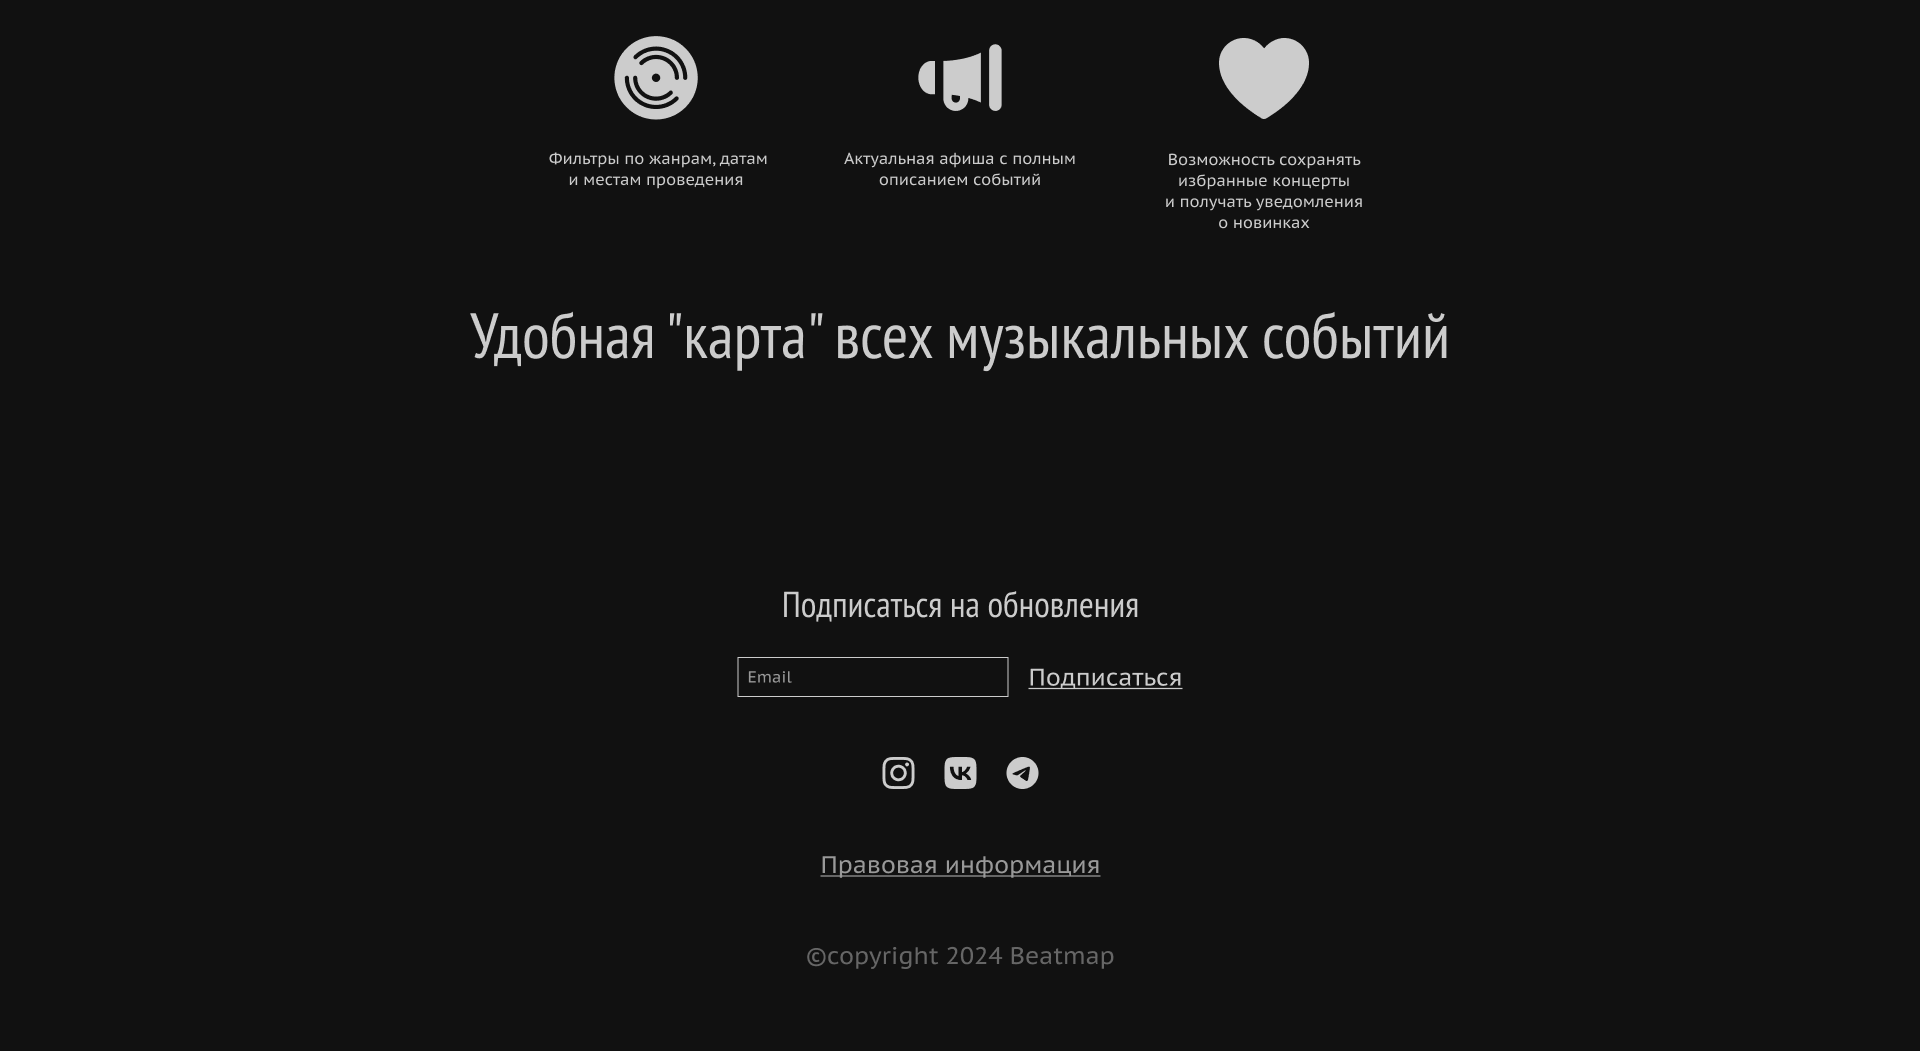 Фильтры по жанрам, датам
и местам проведения
Актуальная афиша с полным
описанием событий
Возможность сохранять
избранные концерты
и получать уведомления
о новинках
Удобная "карта" всех музыкальных событий
Подписаться на обновления
Email
Подписаться
Правовая информация
©copyright 2024 Beatmap